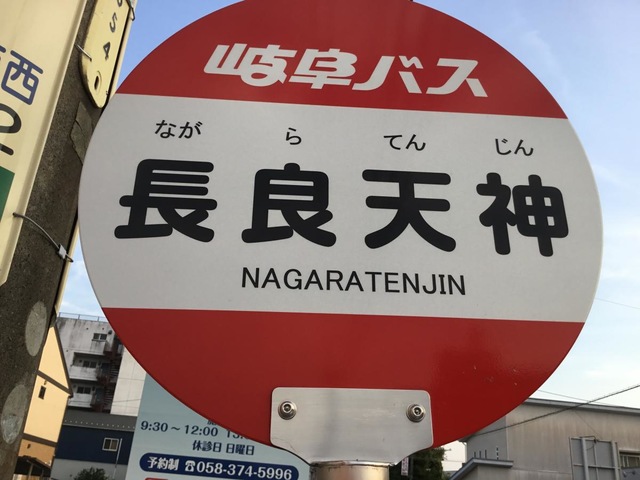 岐阜バス
なが ら てん じん
長良天神
NAGARATENJIN
西
9:30～12:00
休診日 日曜日
予約制 ☎058-374-5996